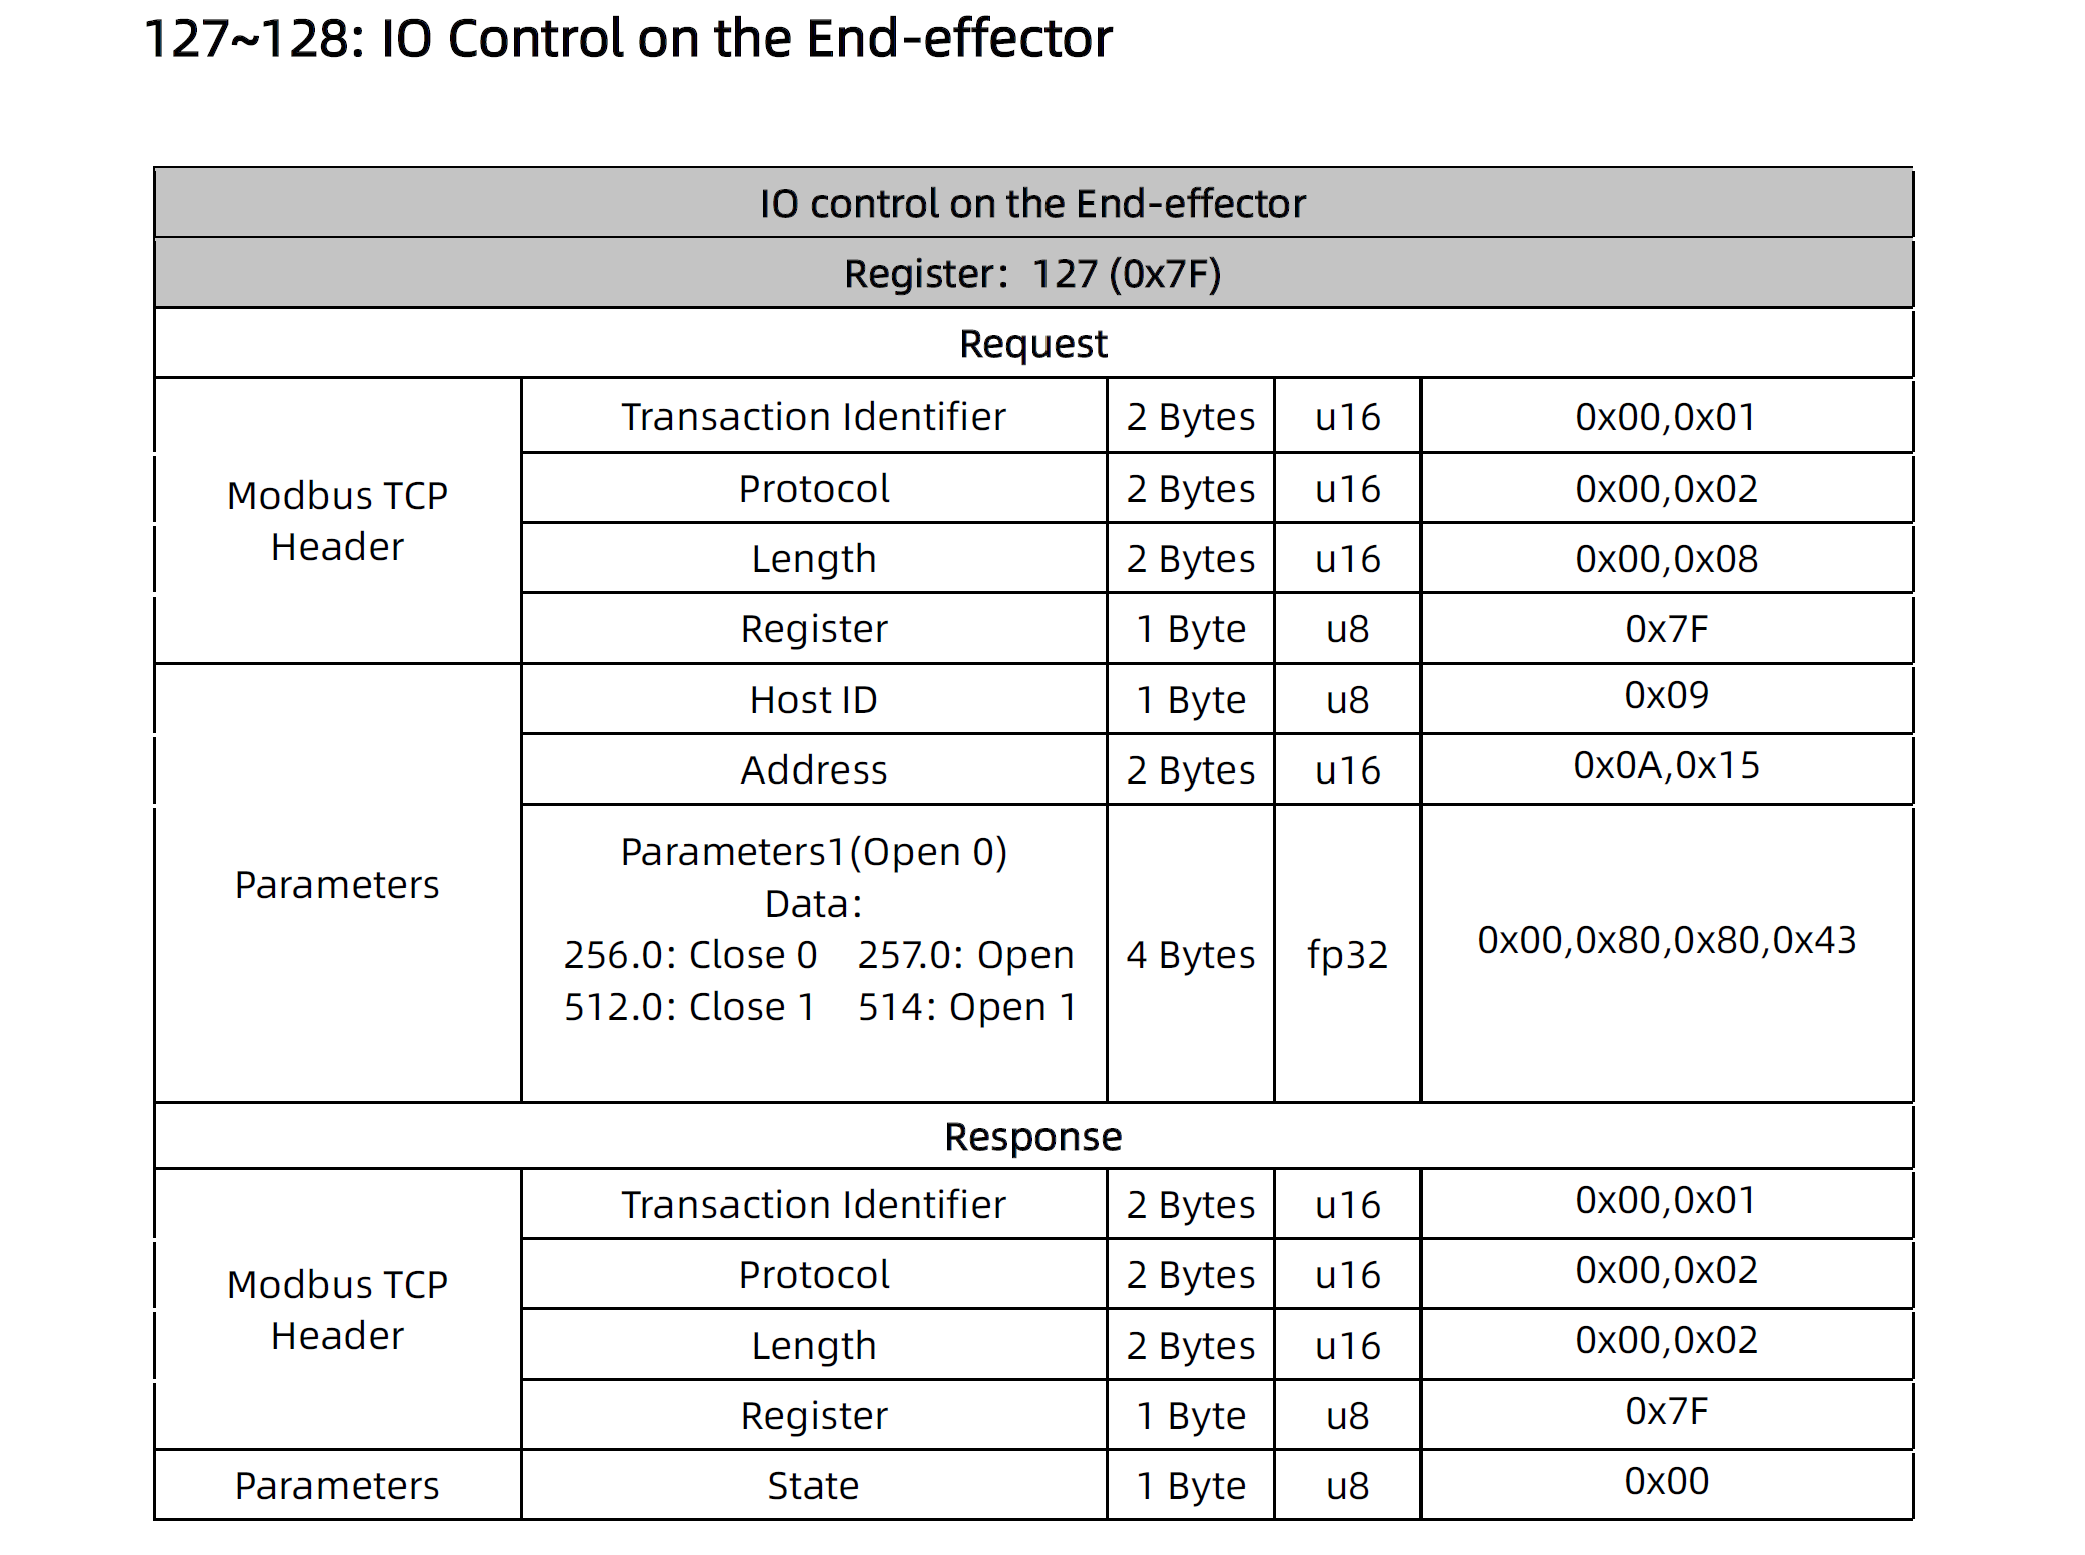 127~128: IO Control on the End-effector
IO control on the End-effector
Register: 127 (0x7F)
Request
Modbus TCP Header
Transaction Identifier 2 Bytes u16 0x00,0x01
Protocol 2 Bytes u16 0x00,0x02
Length 2 Bytes u16 0x00,0x08
Register 1 Byte u8 0x7F
Parameters
Host ID 1 Byte u8 0x09
Address 2 Bytes u16 0x0A,0x15
Parameters1(Open 0)
Data:
256.0: Close 0 257.0: Open
512.0: Close 1 514: Open 1
4 Bytes fp32 0x00,0x80,0x80,0x43
Response
Modbus TCP Header
Transaction Identifier 2 Bytes u16 0x00,0x01
Protocol 2 Bytes u16 0x00,0x02
Length 2 Bytes u16 0x00,0x02
Register 1 Byte u8 0x7F
Parameters State 1 Byte u8 0x00